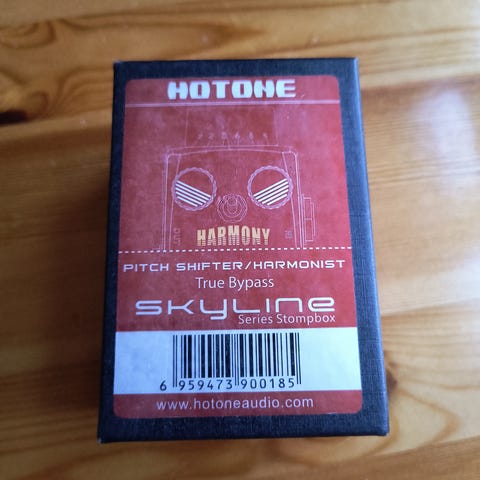 HOTONE
HARMONY
PITCH SHIFTER/HARMONIST
True Bypass
SKYLINE
Series Stompbox
6 959473 900185
www.hotoneaudio.com